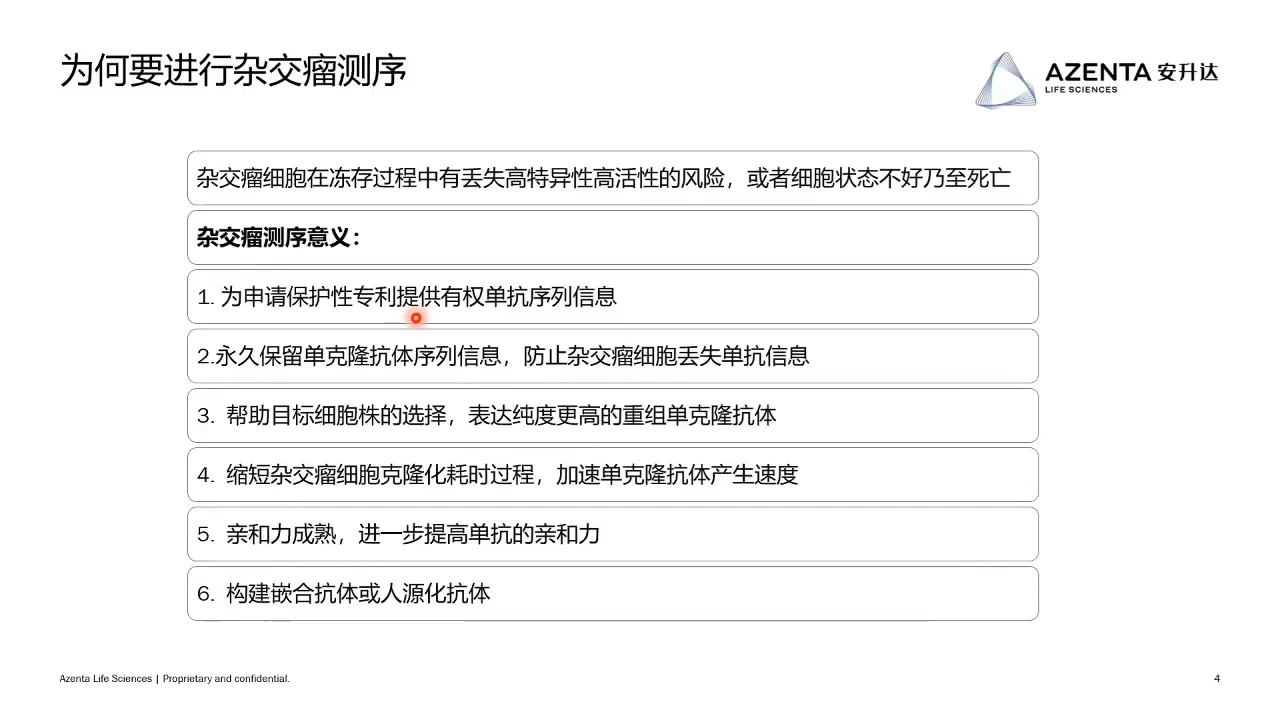 为何要进行杂交瘤测序
AZENTA 安升达
LIFE SCIENCES
杂交瘤细胞在冻存过程中有丢失高特异性高活性的风险，或者细胞状态不好乃至死亡
杂交瘤测序意义：
1. 为申请保护性专利提供有权单抗序列信息
2.永久保留单克隆抗体序列信息，防止杂交瘤细胞丢失单抗信息
3. 帮助目标细胞株的选择，表达纯度更高的重组单克隆抗体
4. 缩短杂交瘤细胞克隆化耗时过程，加速单克隆抗体产生速度
5. 亲和力成熟，进一步提高单抗的亲和力
6. 构建嵌合抗体或人源化抗体
Azenta Life Sciences | Proprietary and confidential.
4